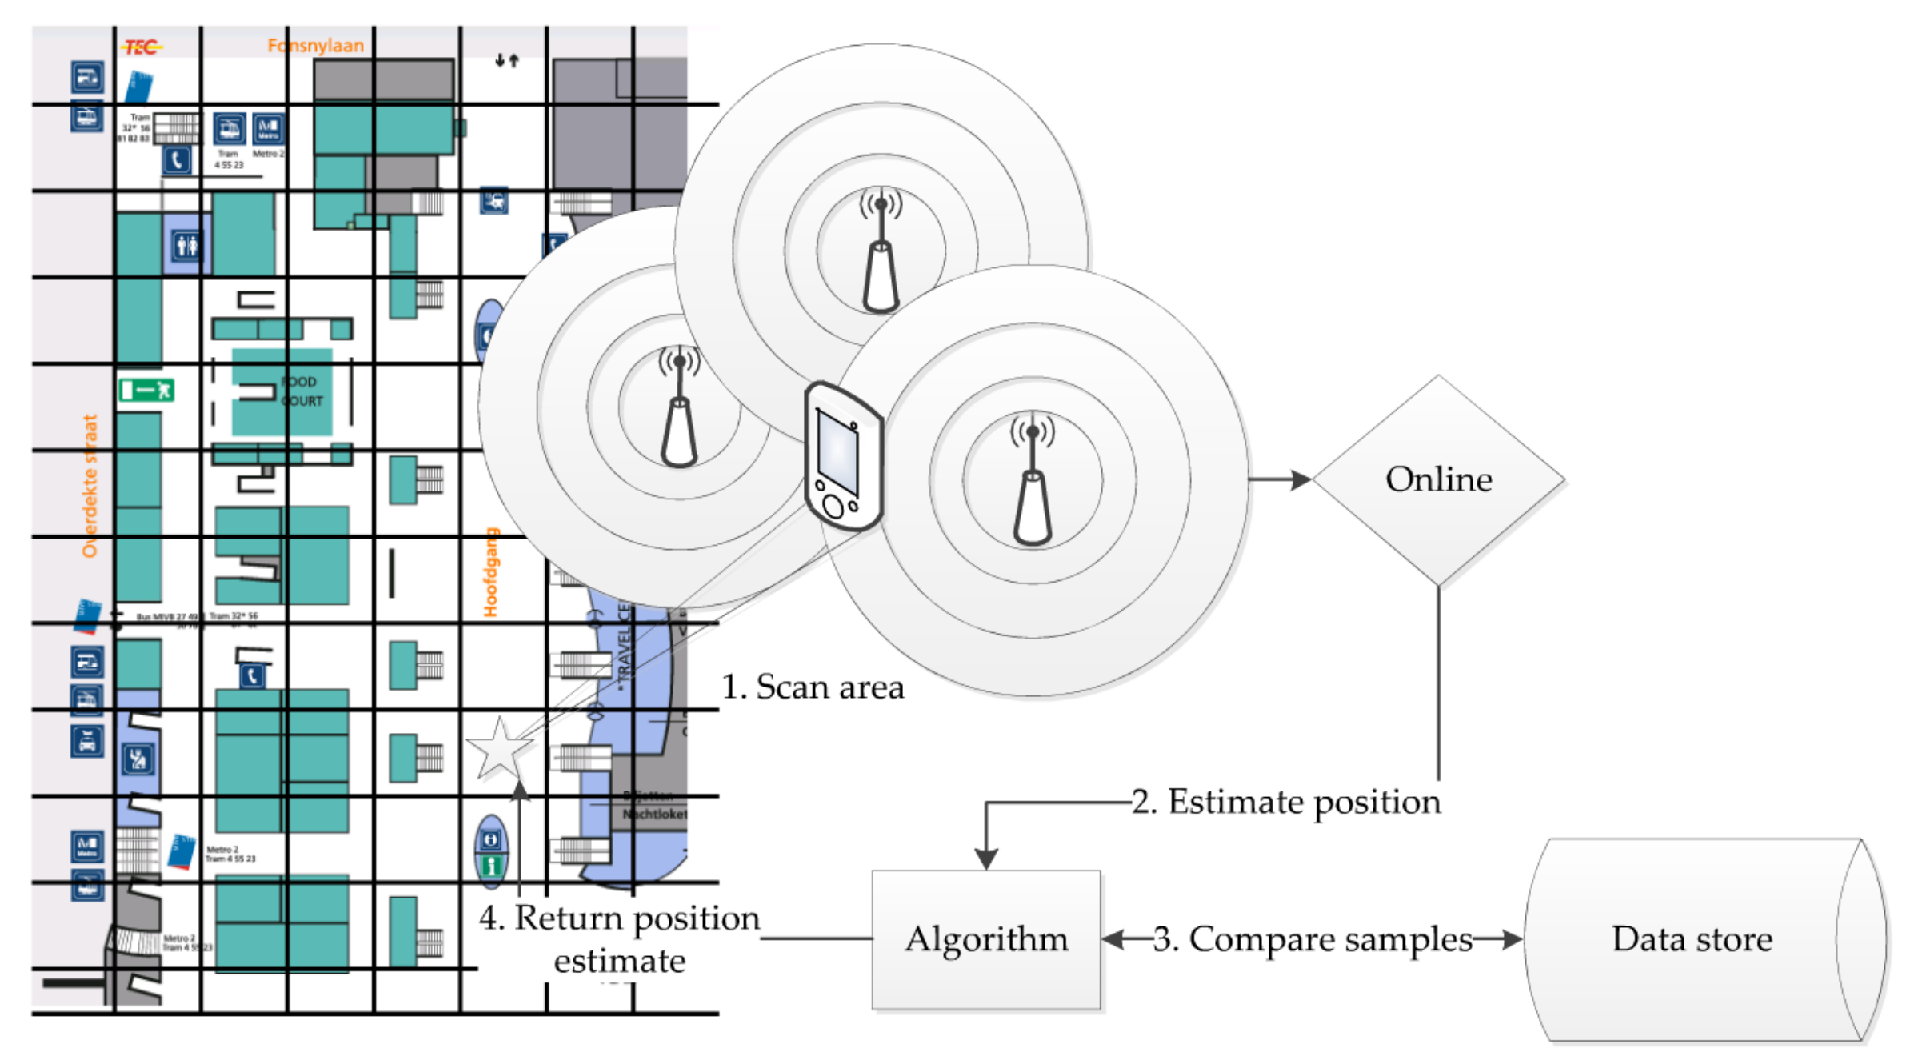 TEC
Fonsnylaan
Tram
32* 56
81 82 83
Tram
4 55 23
Metro
Metro 2
FOOD
COURT
Overdekte straat
Hoofdgang
Bus MIVB 27 49
Tram 32* 56
"TRAVEL CE
1. Scan area
Online
2. Estimate position
Nachtloket
Metro
Metro 2
Tram 4 55 23
i
4. Return position
estimate
Algorithm
3. Compare samples
Data store
Metro 2
Tram 4 55 23